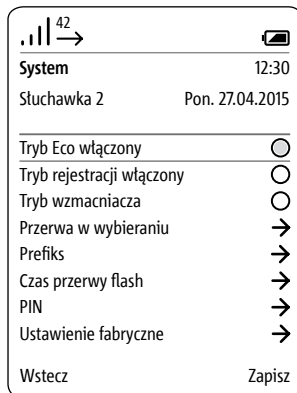 42
System 12:30
Słuchawka 2 Pon. 27.04.2015
Tryb Eco włączony
Tryb rejestracji włączony
Tryb wzmacniacza
Przerwa w wybieraniu
Prefiks
Czas przerwy flash
PIN
Ustawienie fabryczne
Wstecz Zapisz